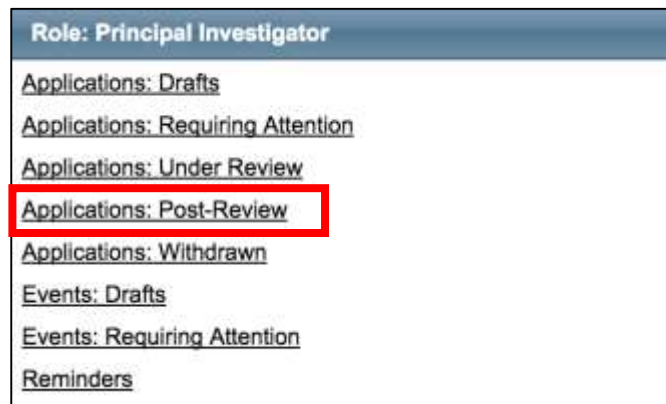 Role: Principal Investigator
Applications: Drafts
Applications: Requiring Attention
Applications: Under Review
Applications: Post-Review
Applications: Withdrawn
Events: Drafts
Events: Requiring Attention
Reminders